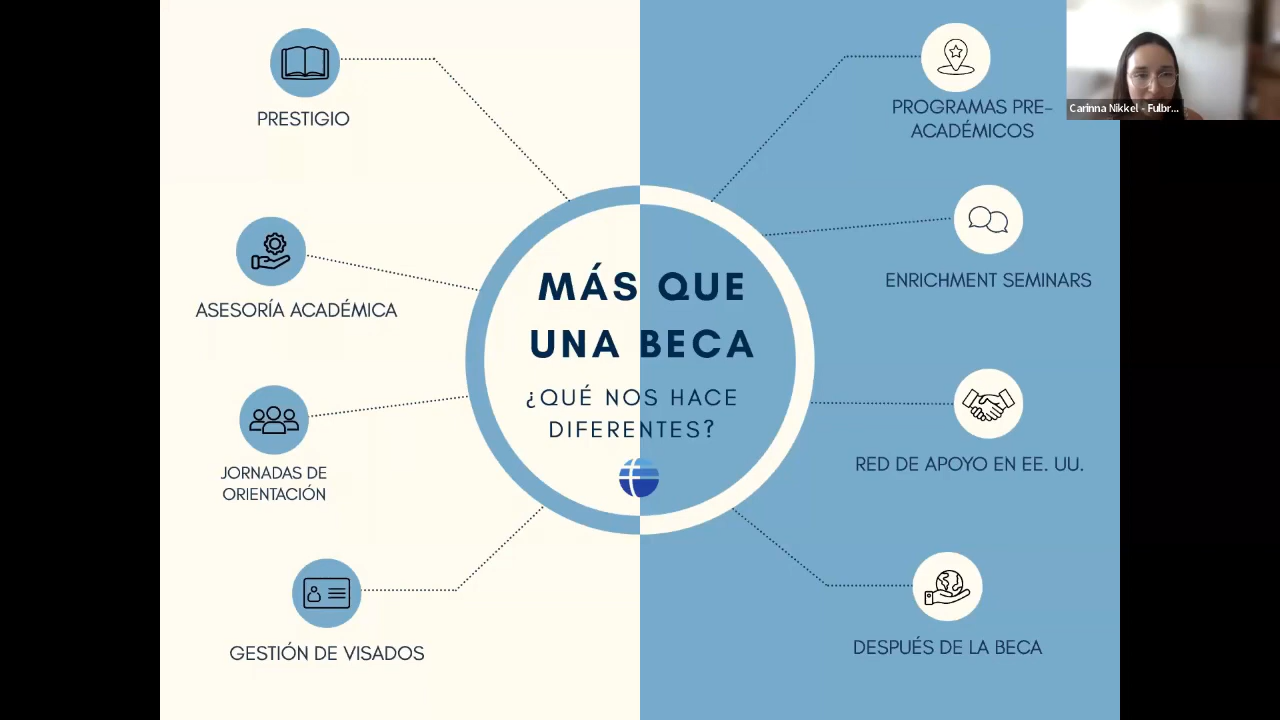 PRESTIGIO
ASESORÍA ACADÉMICA
JORNADAS DE
ORIENTACIÓN
GESTIÓN DE VISADOS
MÁS QUE
UNA BECA
¿QUÉ NOS HACE
DIFERENTES?
PROGRAMAS PRE-
ACADÉMICOS
ENRICHMENT SEMINARS
RED DE APOYO EN EE. UU.
DESPUÉS DE LA BECA
Carinna Nikkel - Fulbr...